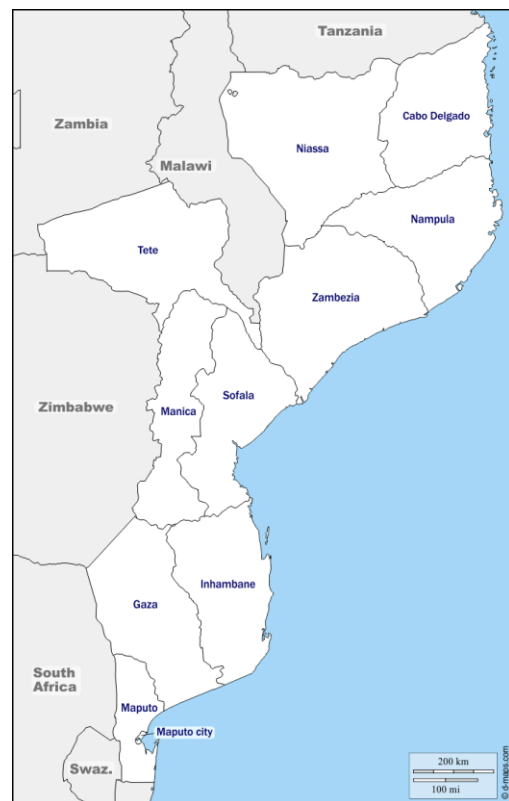 Tanzania
Cabo Delgado
Zambia
Niassa
Malawi
Nampula
Tete
Zambezia
Sofala
Zimbabwe
Manica
Inhambane
Gaza
South
Africa
Maputo
Maputo city
Swaz.
200 km
100 mi
© d-maps.com